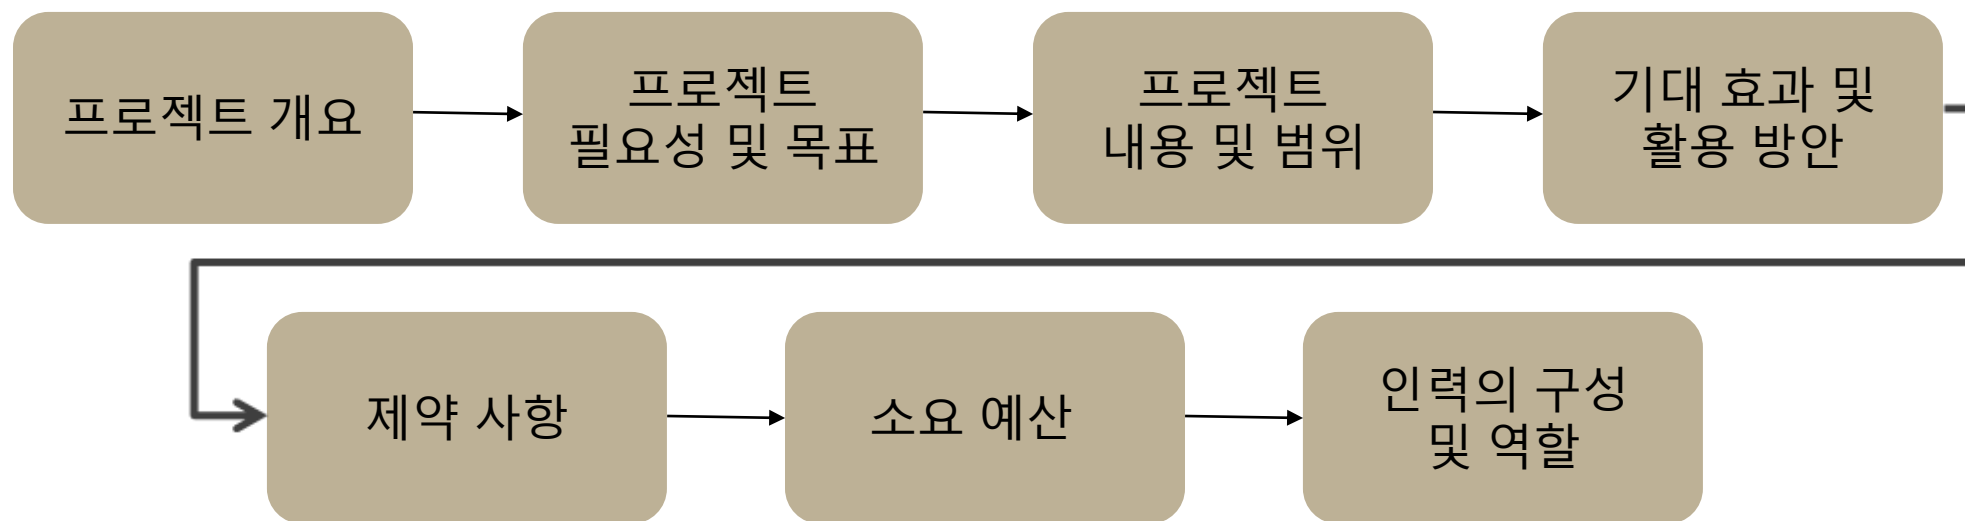 프로젝트 개요
프로젝트
필요성 및 목표
프로젝트
내용 및 범위
기대 효과 및
활용 방안
제약 사항
소요 예산
인력의 구성
및 역할